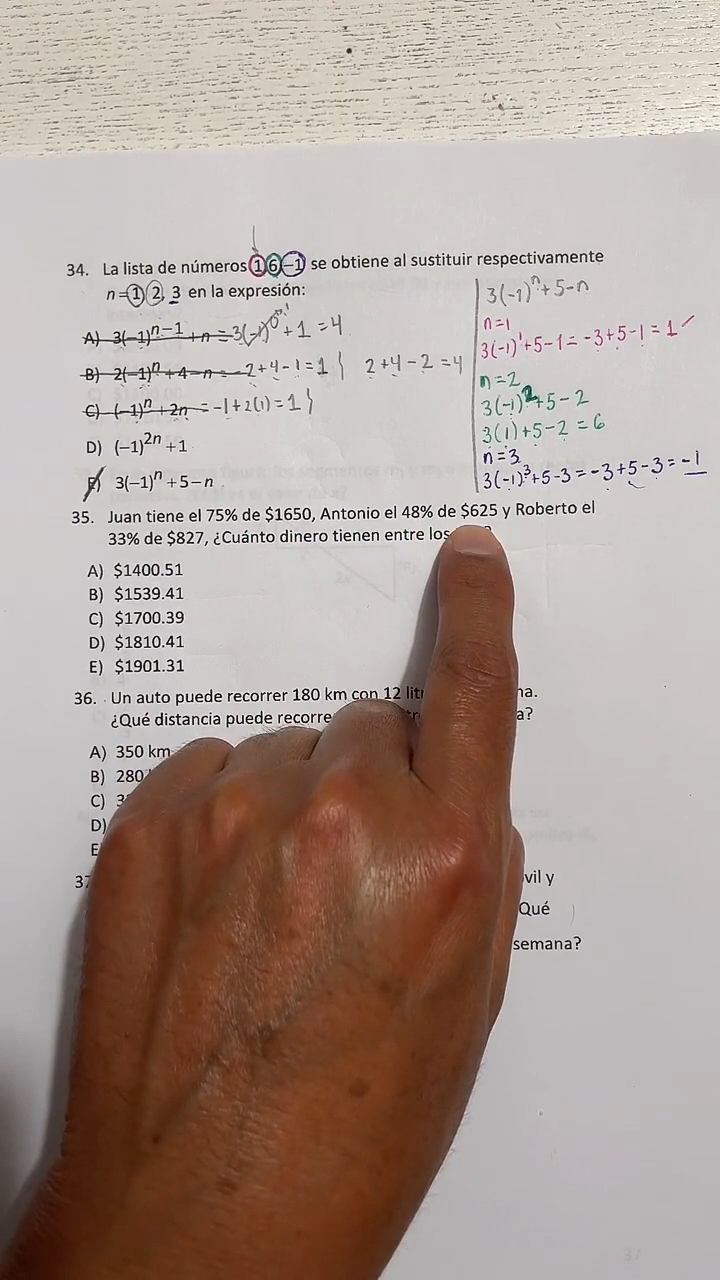 34. La lista de números 1, 6, -1 se obtiene al sustituir respectivamente
n = 1, 2, 3 en la expresión:
A) 3(-1)^{n-1} + n = 3(-1)^0 + 1 = 4
B) 2(-1)^n + 4 - n = -2+4-1=1 } 2+4-2=4
C) (-1)^n + 2n = -1+2(1)=1 }
D) (-1)^{2n} + 1
E) 3(-1)^n + 5 - n
3(-1)^n+5-n
n=1
3(-1)^1+5-1=-3+5-1=1 ✓
n=2
3(-1)^2+5-2
3(1)+5-2=6
n=3
3(-1)^3+5-3=-3+5-3=-1
35. Juan tiene el 75% de $1650, Antonio el 48% de $625 y Roberto el
33% de $827, ¿Cuánto dinero tienen entre los
A) $1400.51
B) $1539.41
C) $1700.39
D) $1810.41
E) $1901.31
36. Un auto puede recorrer 180 km con 12
¿Qué distancia puede
A) 350 km
B) 280
C)
D)
E
vil y
Qué
semana?
37